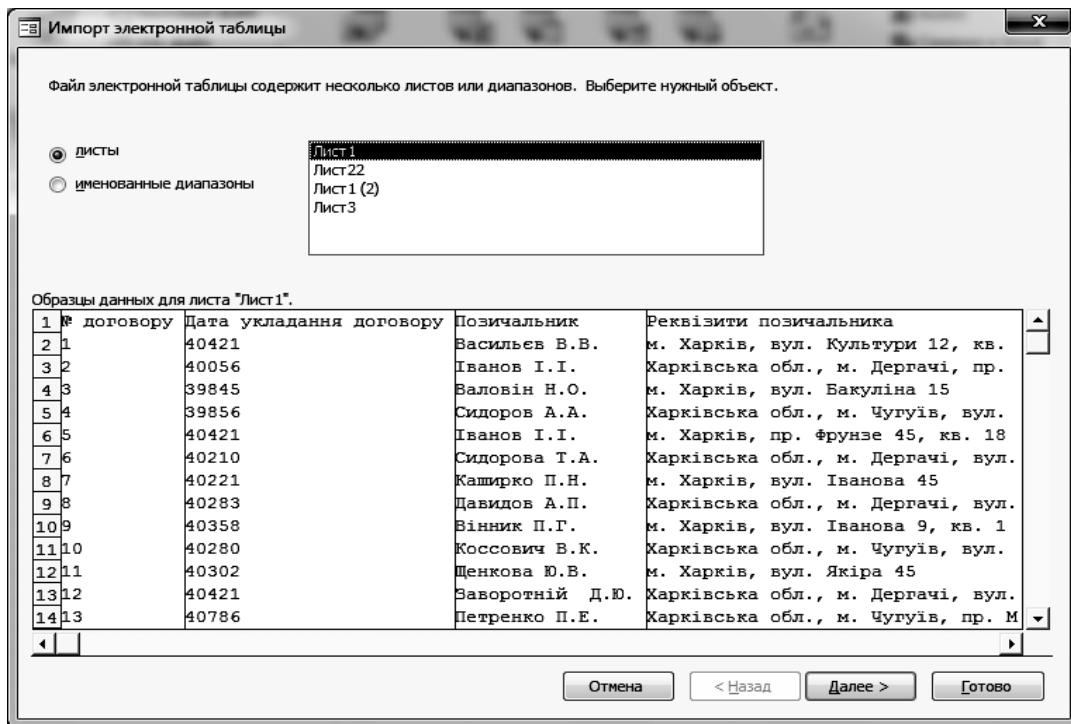 Импорт электронной таблицы
Файл электронной таблицы содержит несколько листов или диапазонов. Выберите нужный объект.
листы
именованные диапазоны
Лист1
Лист22
Лист1 (2)
Лист3
Образцы данных для листа "Лист1".
1 № договору Дата укладання договору Позичальник Реквізити позичальника
2 1 40421 Васильєв В.В. м. Харків, вул. Культури 12, кв.
3 2 40056 Іванов І.І. Харківська обл., м. Дергачі, пр.
4 3 39845 Валовін Н.О. м. Харків, вул. Бакуліна 15
5 4 39856 Сидоров А.А. Харківська обл., м. Чугуїв, вул.
6 5 40421 Іванов І.І. м. Харків, пр. Фрунзе 45, кв. 18
7 6 40210 Сидорова Т.А. Харківська обл., м. Дергачі, вул.
8 7 40221 Каширко П.Н. м. Харків, вул. Іванова 45
9 8 40283 Давидов А.П. Харківська обл., м. Дергачі, вул.
10 9 40358 Вінник П.Г. м. Харків, вул. Іванова 9, кв. 1
11 10 40280 Коссович В.К. Харківська обл., м. Чугуїв, вул.
12 11 40302 Щенкова Ю.В. м. Харків, вул. Якіра 45
13 12 40421 Заворотній Д.Ю. Харківська обл., м. Дергачі, вул.
14 13 40786 Петренко П.Е. Харківська обл., м. Чугуїв, пр. М
Отмена < Назад Далее > Готово